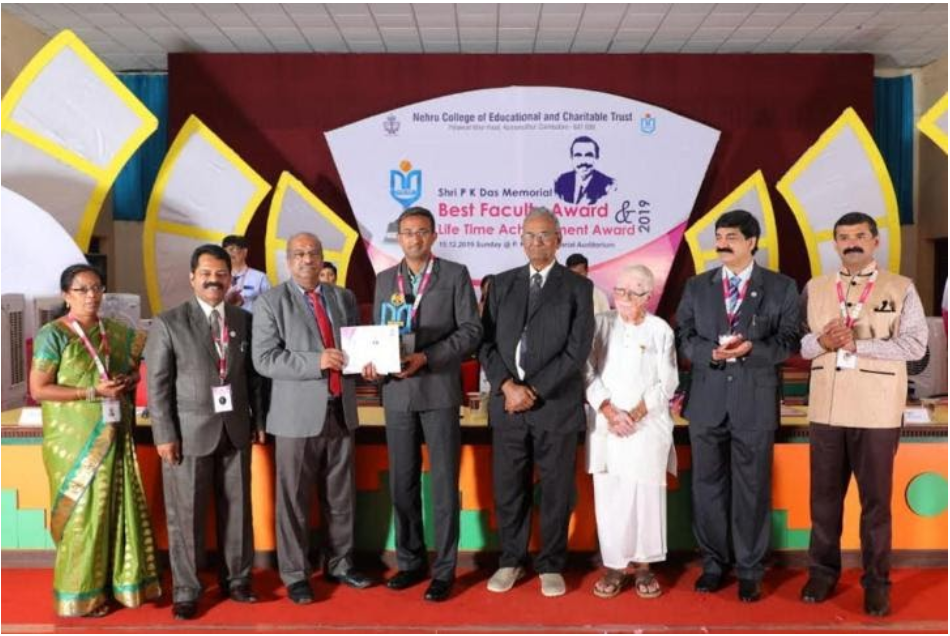 Nehru College of Educational and Charitable Trust
Shri P K Das Memorial
Best Faculty Award
&
2019
Life Time Achievement Award
15.12.2019 Sunday @ P. Auditorium